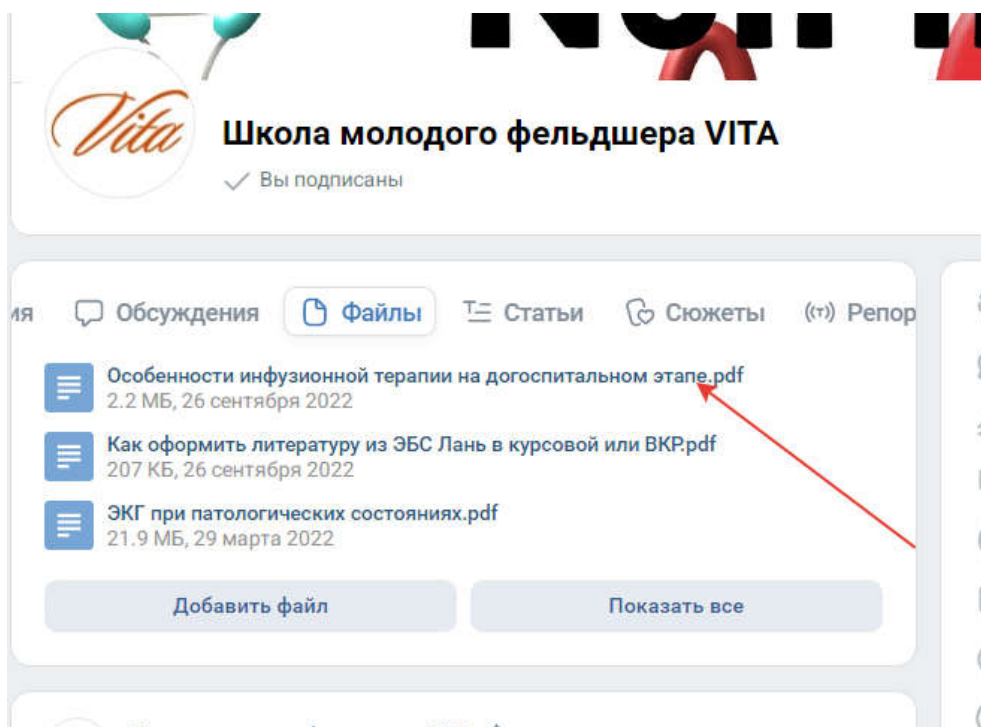 Vita
Школа молодого фельдшера VITA
Вы подписаны
Обсуждения
Файлы
Статьи
Сюжеты
Репор
Особенности инфузионной терапии на догоспитальном этапе.pdf
2.2 МБ, 26 сентября 2022
Как оформить литературу из ЭБС Лань в курсовой или ВКР.pdf
207 КБ, 26 сентября 2022
ЭКГ при патологических состояниях.pdf
21.9 МБ, 29 марта 2022
Добавить файл
Показать все